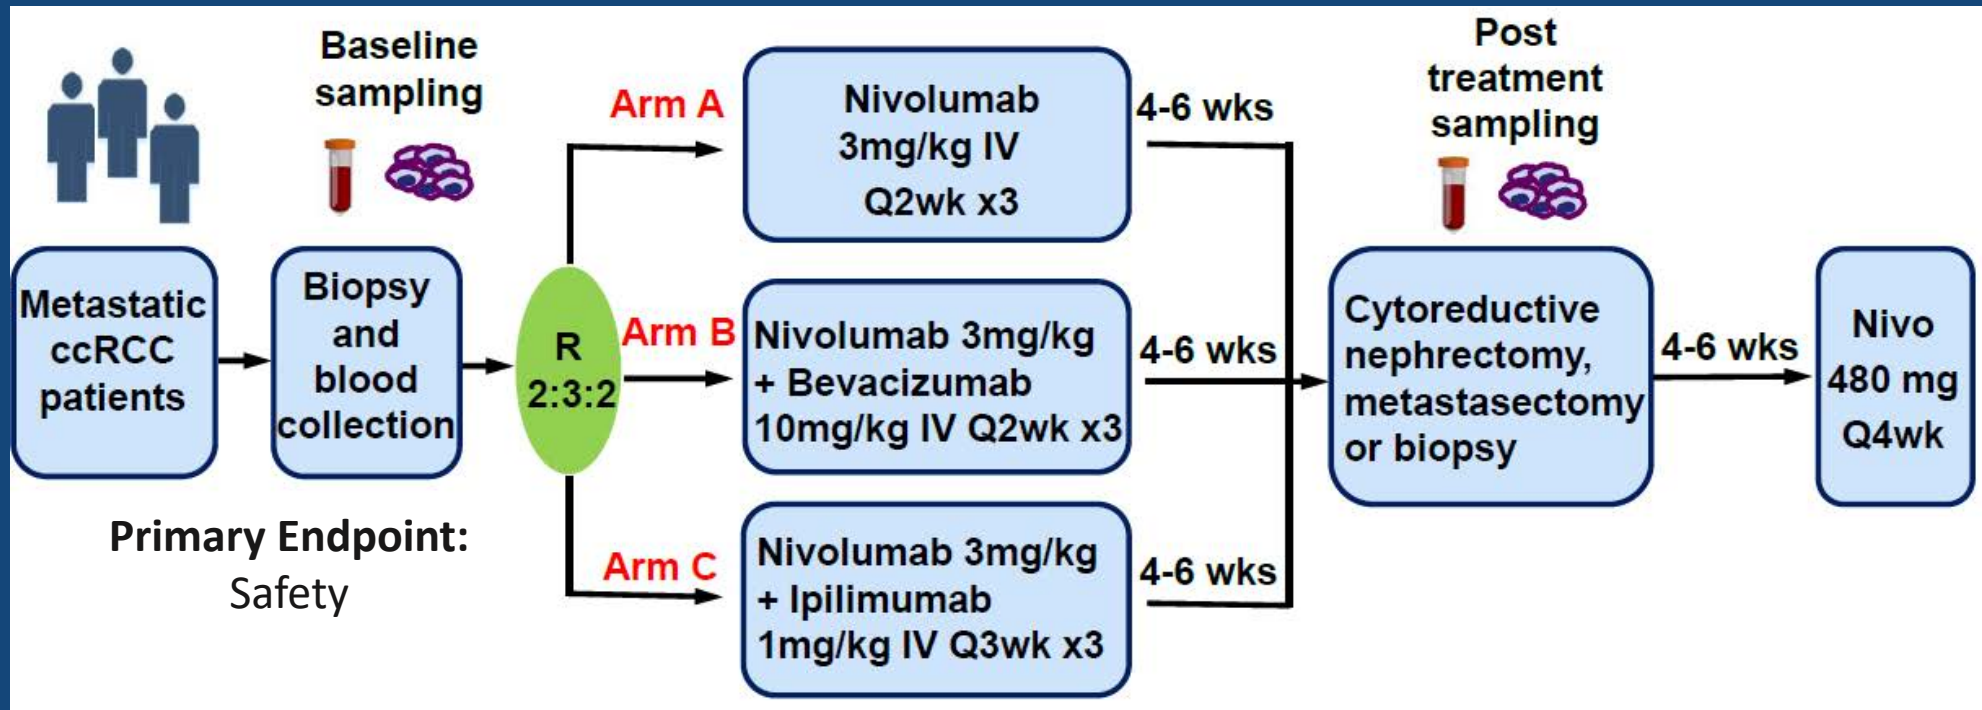 Metastatic
ccRCC
patients
Baseline
sampling
Biopsy
and
blood
collection
Primary Endpoint:
Safety
R
2:3:2
Arm A
Nivolumab
3mg/kg IV
Q2wk x3
4-6 wks
Arm B
Nivolumab 3mg/kg
+ Bevacizumab
10mg/kg IV Q2wk x3
4-6 wks
Arm C
Nivolumab 3mg/kg
+ Ipilimumab
1mg/kg IV Q3wk x3
4-6 wks
Post
treatment
sampling
Cytoreductive
nephrectomy,
metastasectomy
or biopsy
4-6 wks
Nivo
480 mg
Q4wk